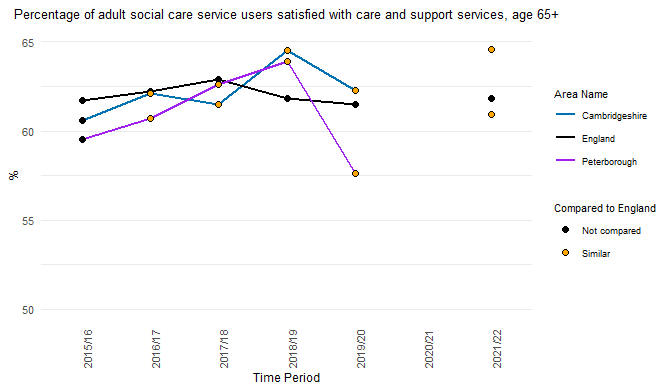 Percentage of adult social care service users satisfied with care and support services, age 65+
65
60
55
50
%
2015/16
2016/17
2017/18
2018/19
2019/20
2020/21
2021/22
Time Period
Area Name
Cambridgeshire
England
Peterborough
Compared to England
Not compared
Similar